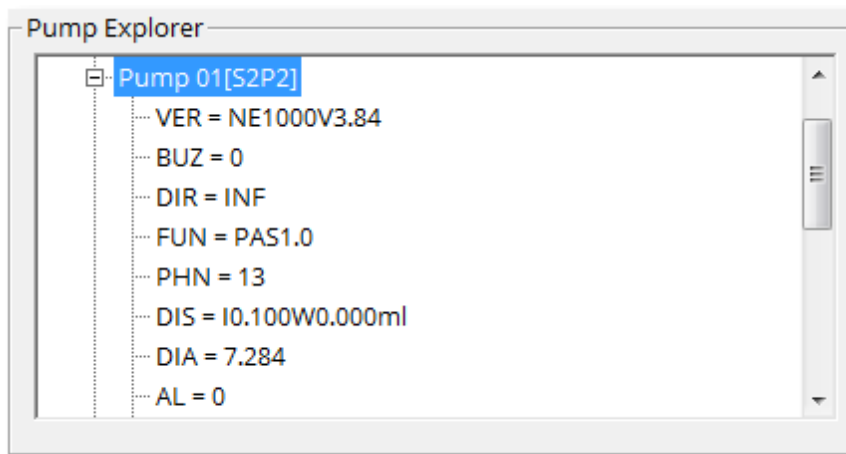 Pump Explorer
Pump 01[S2P2]
VER = NE1000V3.84
BUZ = 0
DIR = INF
FUN = PAS1.0
PHN = 13
DIS = I0.100W0.000ml
DIA = 7.284
AL = 0